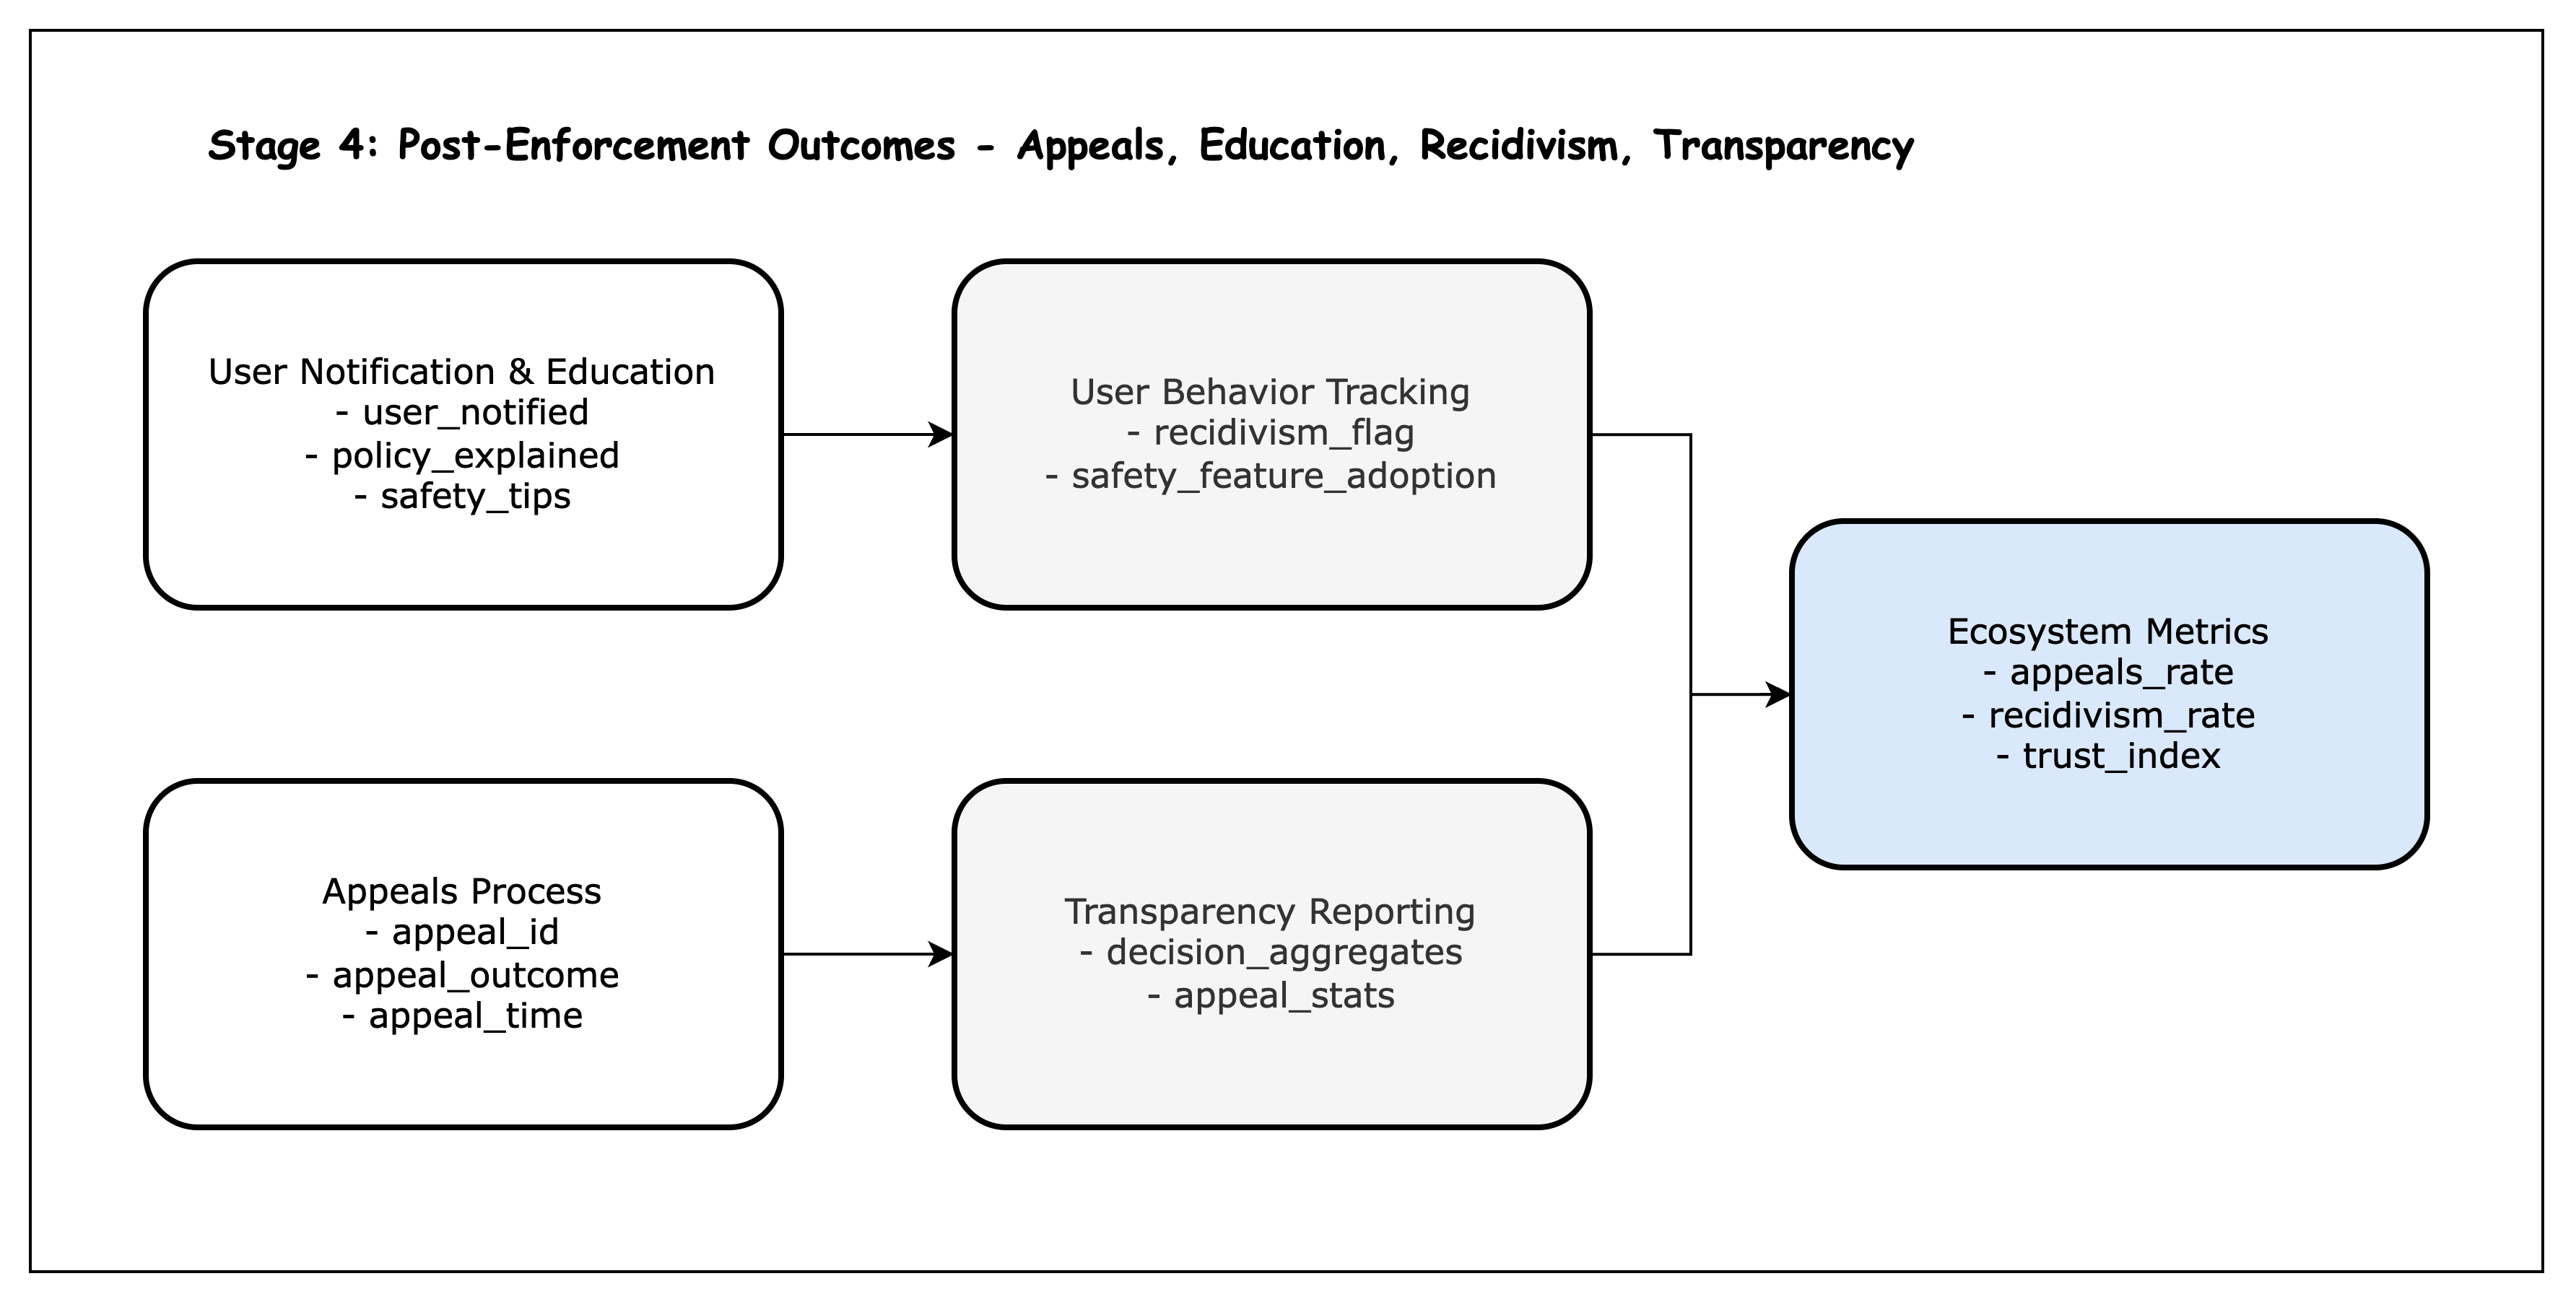 Stage 4: Post-Enforcement Outcomes - Appeals, Education, Recidivism, Transparency
User Notification & Education
- user_notified
- policy_explained
- safety_tips
User Behavior Tracking
- recidivism_flag
- safety_feature_adoption
Ecosystem Metrics
- appeals_rate
- recidivism_rate
- trust_index
Appeals Process
- appeal_id
- appeal_outcome
- appeal_time
Transparency Reporting
- decision_aggregates
- appeal_stats